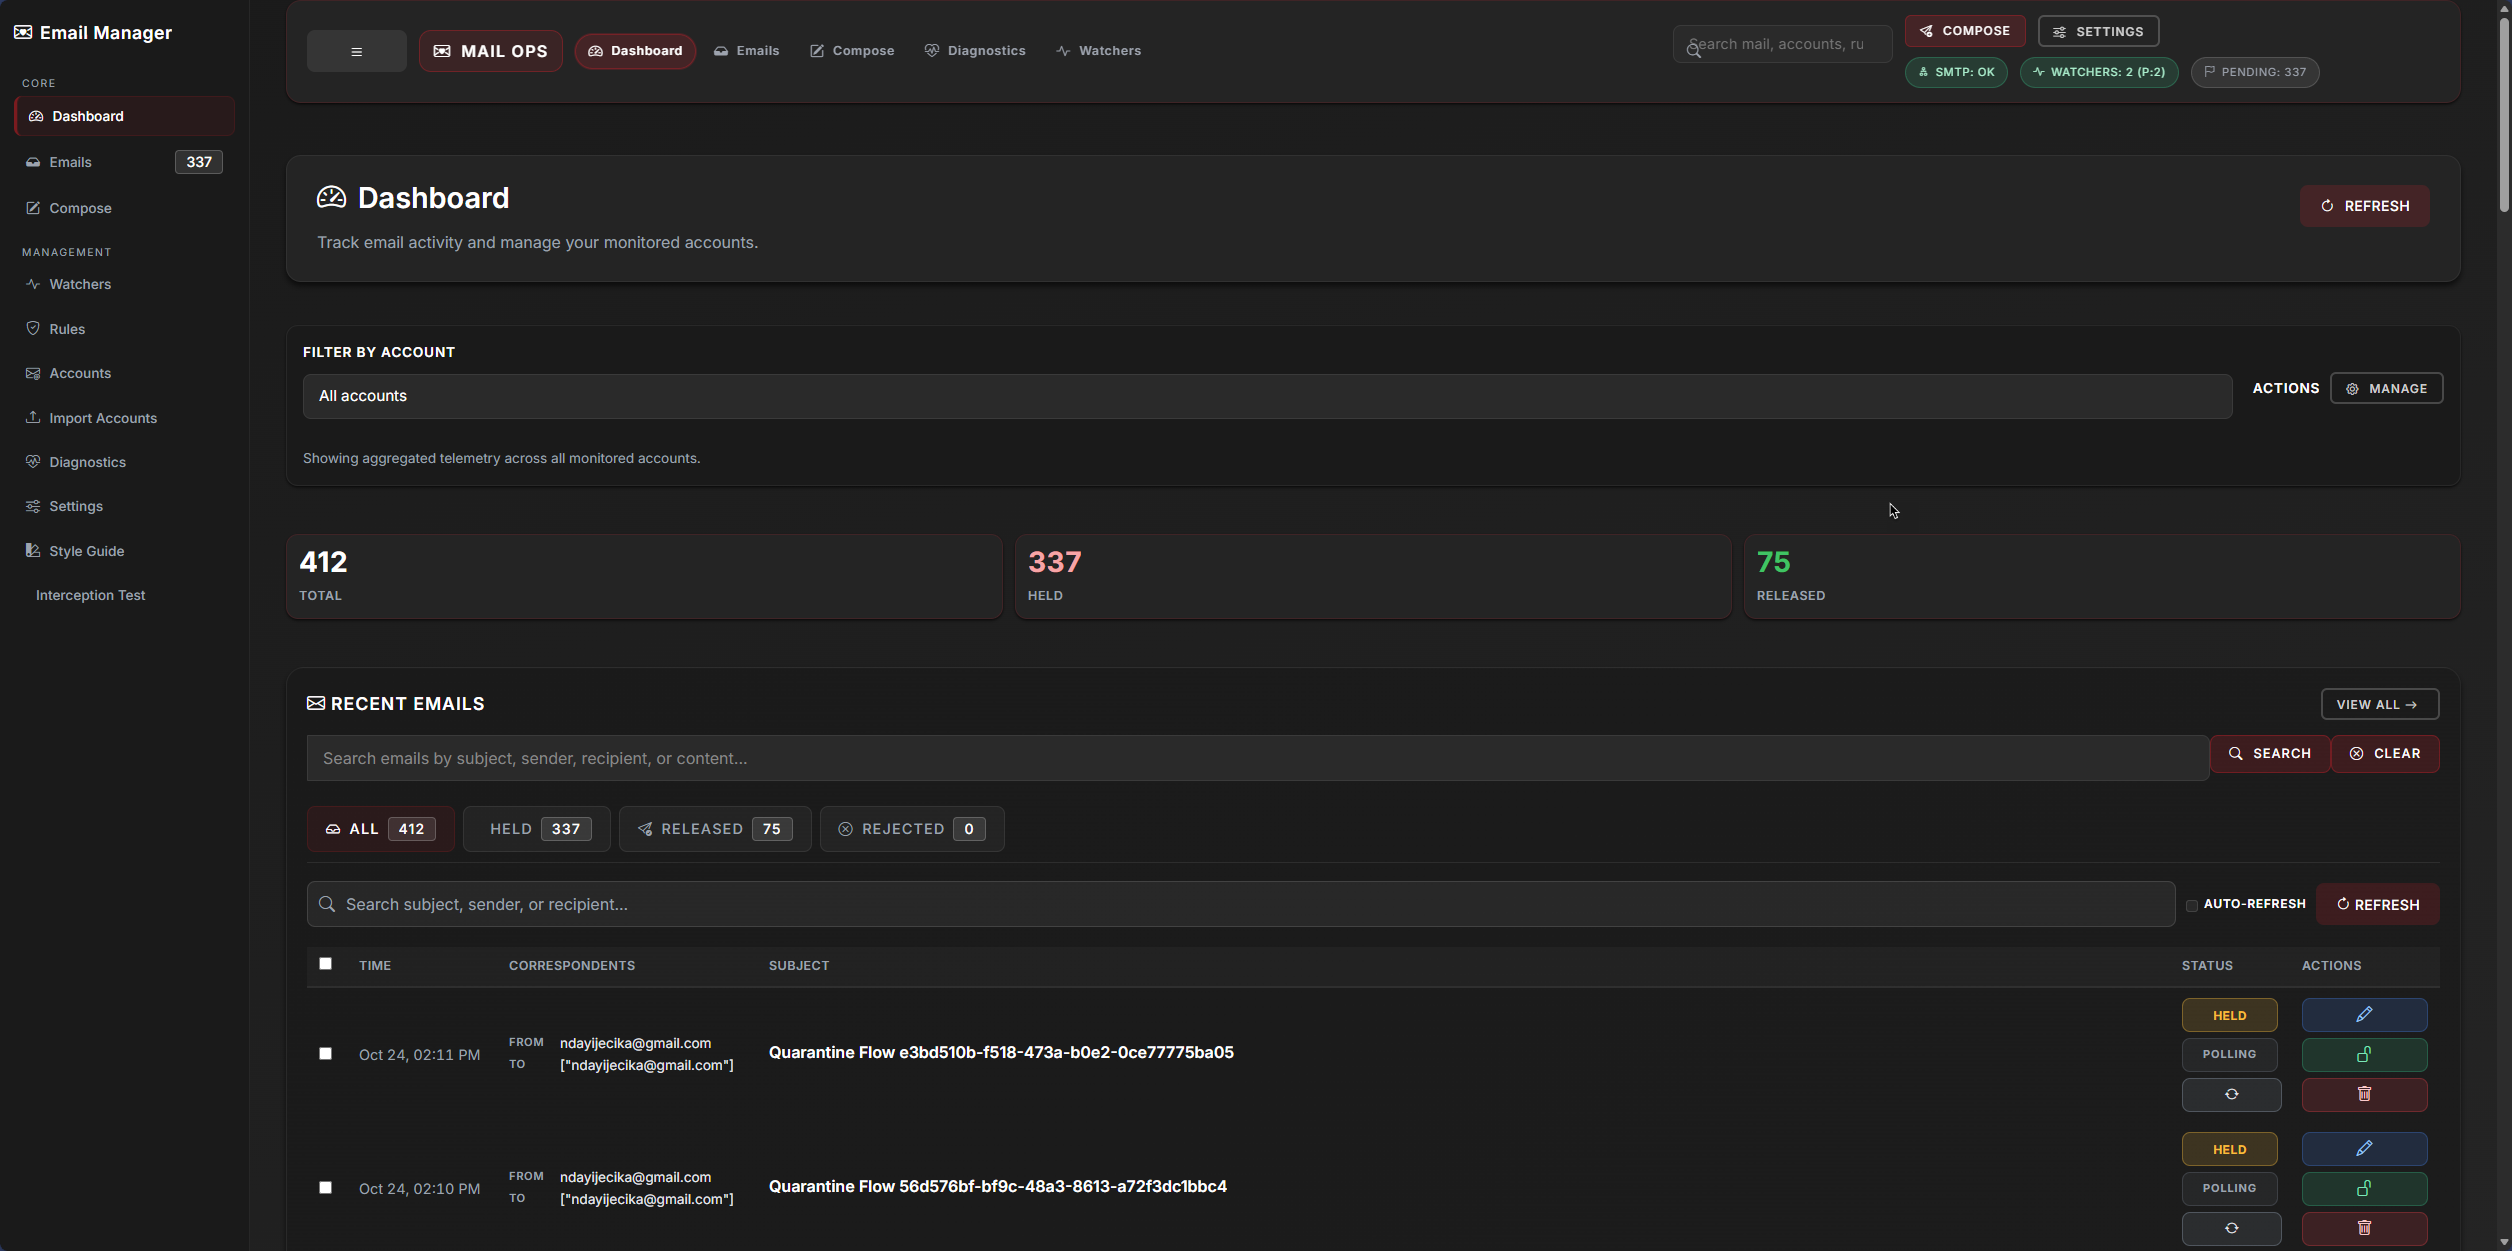 Email Manager
CORE
Dashboard
Emails 337
Compose
MANAGEMENT
Watchers
Rules
Accounts
Import Accounts
Diagnostics
Settings
Style Guide
Interception Test
MAIL OPS
Dashboard
Emails
Compose
Diagnostics
Watchers
Search mail, accounts, ru
COMPOSE
SETTINGS
SMTP: OK
WATCHERS: 2 (P:2)
PENDING: 337
Dashboard
Track email activity and manage your monitored accounts.
REFRESH
FILTER BY ACCOUNT
All accounts
ACTIONS
MANAGE
Showing aggregated telemetry across all monitored accounts.
412
TOTAL
337
HELD
75
RELEASED
RECENT EMAILS
VIEW ALL →
Search emails by subject, sender, recipient, or content...
SEARCH
CLEAR
ALL 412
HELD 337
RELEASED 75
REJECTED 0
Search subject, sender, or recipient...
AUTO-REFRESH
REFRESH
TIME CORRESPONDENTS SUBJECT STATUS ACTIONS
Oct 24, 02:11 PM
FROM ndayijecika@gmail.com
TO ["ndayijecika@gmail.com"]
Quarantine Flow e3bd510b-f518-473a-b0e2-0ce77775ba05
HELD
POLLING
Oct 24, 02:10 PM
FROM ndayijecika@gmail.com
TO ["ndayijecika@gmail.com"]
Quarantine Flow 56d576bf-bf9c-48a3-8613-a72f3dc1bbc4
HELD
POLLING